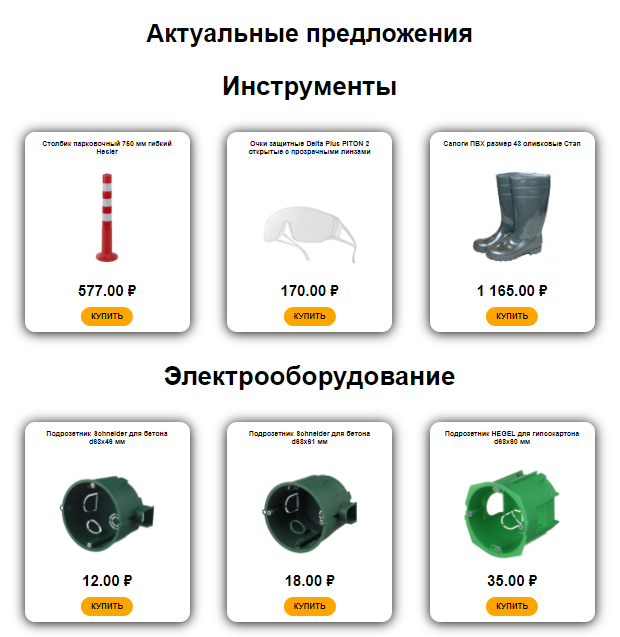 Актуальные предложения
Инструменты
Столбик парковочный 750 мм гибкий
Hesler
Очки защитные Delta Plus PITON 2
открытые с прозрачными линзами
Сапоги ПВХ размер 43 оливковые Стэп
577.00 ₽
170.00 ₽
1 165.00 ₽
КУПИТЬ
КУПИТЬ
КУПИТЬ
Электрооборудование
Подрозетник Schneider для бетона
d68x46 мм
Подрозетник Schneider для бетона
d68x61 мм
Подрозетник HEGEL для гипсокартона
d68x60 мм
12.00 ₽
18.00 ₽
35.00 ₽
КУПИТЬ
КУПИТЬ
КУПИТЬ